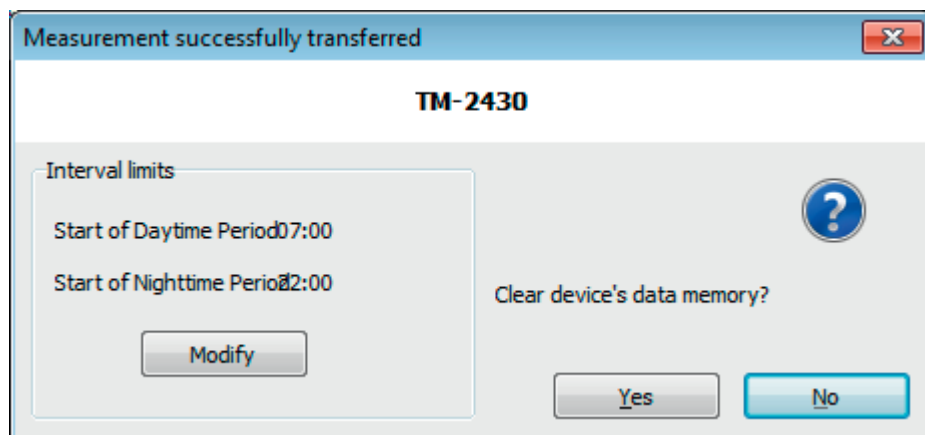 Measurement successfully transferred
TM-2430
Interval limits
Start of Daytime Period07:00
Start of Nighttime Period22:00
Modify
Clear device's data memory?
Yes
No